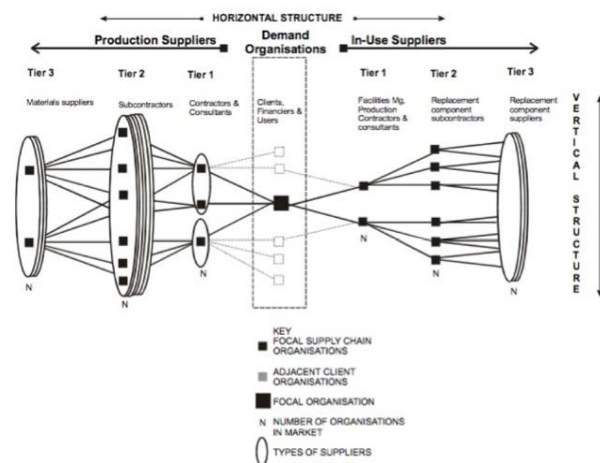 HORIZONTAL STRUCTURE
Production Suppliers
Demand
Organisations
In-Use Suppliers
Tier 3
Tier 2
Tier 1
Tier 1
Tier 2
Tier 3
Materials suppliers
Subcontractors
Contractors &
Consultants
Clients,
Financiers &
Users
Facilities Mg,
Production
Contractors &
consultants
Replacement
component
subcontractors
Replacement
component
suppliers
VERTICAL STRUCTURE
N
N
N
N
N
N
KEY
FOCAL SUPPLY CHAIN
ORGANISATIONS
ADJACENT CLIENT
ORGANISATIONS
FOCAL ORGANISATION
N NUMBER OF ORGANISATIONS
IN MARKET
TYPES OF SUPPLIERS